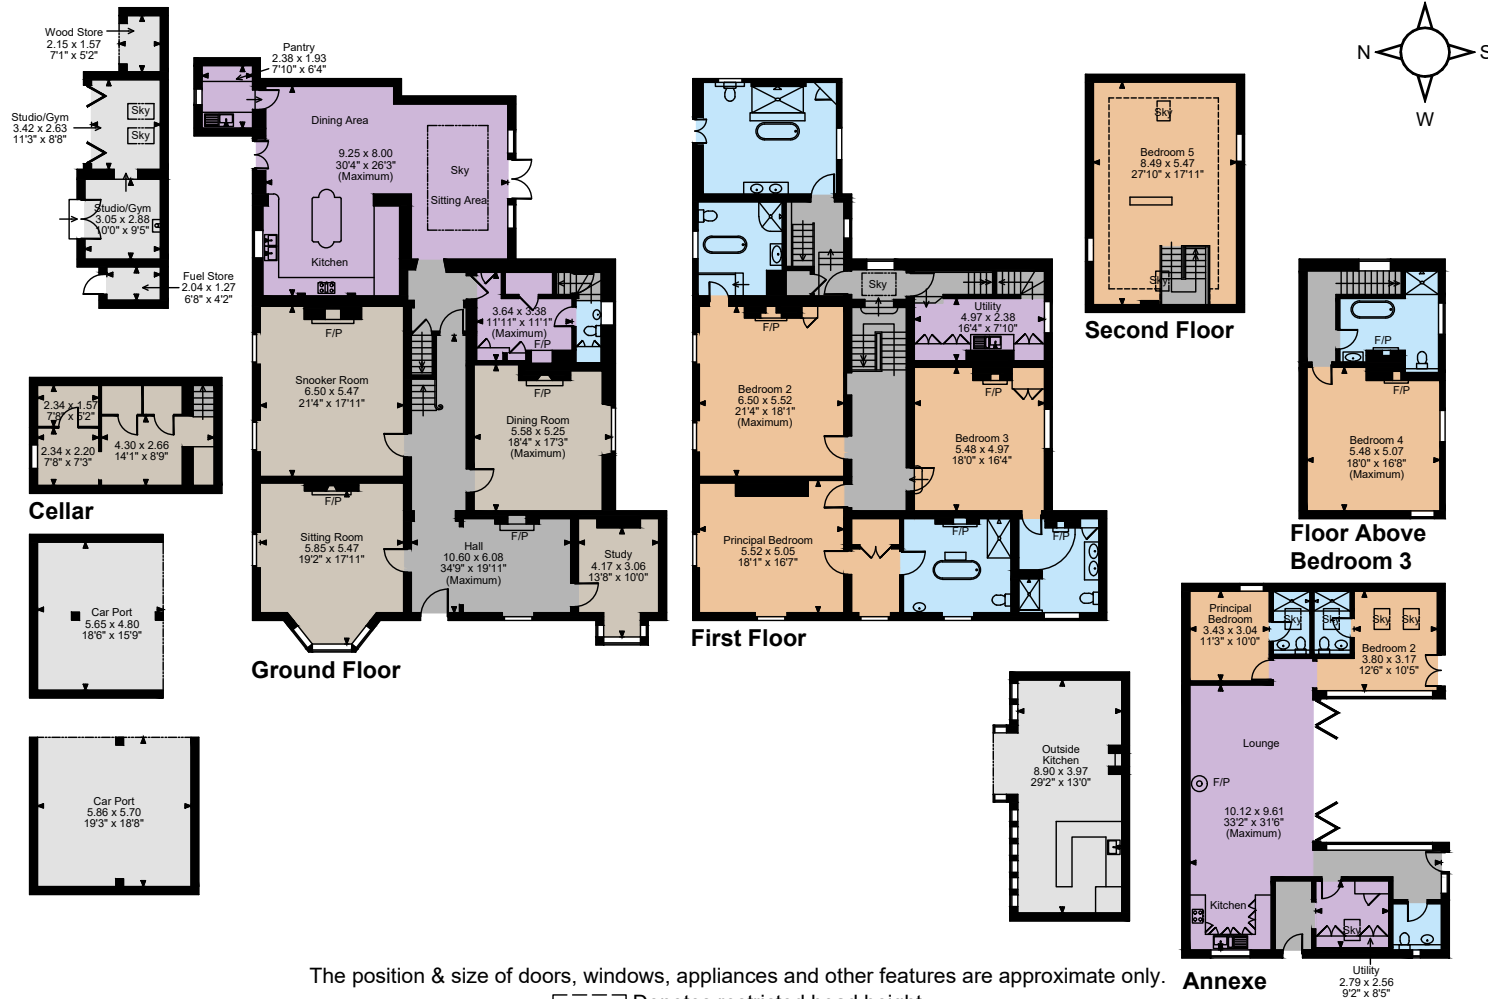 Wood Store
2.15 x 1.57
7'1" x 5'2"
Pantry
2.38 x 1.93
7'10" x 6'4"
Sky
Sky
Studio/Gym
3.42 x 2.63
11'3" x 8'8"
Studio/Gym
3.05 x 2.88
10'0" x 9'5"
Fuel Store
2.04 x 1.27
6'8" x 4'2"
Dining Area
9.25 x 8.00
30'4" x 26'3"
(Maximum)
Sky
Sitting Area
Kitchen
3.64 x 3.38
11'11" x 11'1"
(Maximum)
F/P
F/P
Snooker Room
6.50 x 5.47
21'4" x 17'11"
F/P
Dining Room
5.58 x 5.25
18'4" x 17'3"
(Maximum)
F/P
Sitting Room
5.85 x 5.47
19'2" x 17'11"
Hall
10.60 x 6.08
34'9" x 19'11"
(Maximum)
F/P
Study
4.17 x 3.06
13'8" x 10'0"
Ground Floor
2.34 x 1.57
7'8" x 5'2"
2.34 x 2.20
7'8" x 7'3"
4.30 x 2.66
14'1" x 8'9"
Cellar
Car Port
5.65 x 4.80
18'6" x 15'9"
Car Port
5.86 x 5.70
19'3" x 18'8"
Sky
Utility
4.97 x 2.38
16'4" x 7'10"
F/P
Bedroom 2
6.50 x 5.52
21'4" x 18'1"
(Maximum)
F/P
Bedroom 3
5.48 x 4.97
18'0" x 16'4"
Principal Bedroom
5.52 x 5.05
18'1" x 16'7"
F/P
F/P
First Floor
Sky
Bedroom 5
8.49 x 5.47
27'10" x 17'11"
Sky
Second Floor
N
S
W
F/P
F/P
Bedroom 4
5.48 x 5.07
18'0" x 16'8"
(Maximum)
Floor Above
Bedroom 3
Outside
Kitchen
8.90 x 3.97
29'2" x 13'0"
Principal
Bedroom
3.43 x 3.04
11'3" x 10'0"
Sky
Sky
Sky
Sky
Bedroom 2
3.80 x 3.17
12'6" x 10'5"
Lounge
F/P
10.12 x 9.61
33'2" x 31'6"
(Maximum)
Kitchen
Sky
Utility
2.79 x 2.56
9'2" x 8'5"
Annexe
The position & size of doors, windows, appliances and other features are approximate only.
Denotes restricted head height